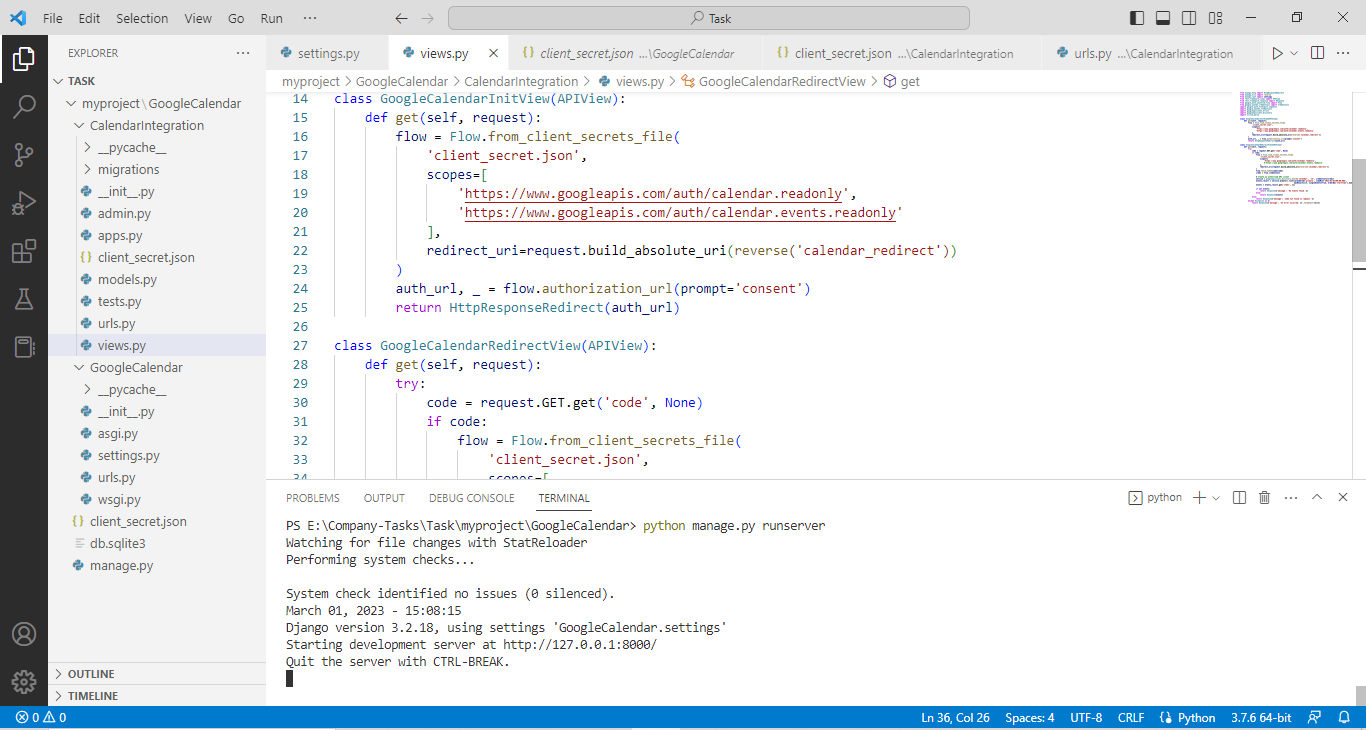 File Edit Selection View Go Run ··· Task
EXPLORER ···
TASK
myproject \ GoogleCalendar
CalendarIntegration
__pycache__
migrations
__init__.py
admin.py
apps.py
{} client_secret.json
models.py
tests.py
urls.py
views.py
GoogleCalendar
__pycache__
__init__.py
asgi.py
settings.py
urls.py
wsgi.py
{} client_secret.json
db.sqlite3
manage.py
OUTLINE
TIMELINE
settings.py views.py {} client_secret.json ...\GoogleCalendar {} client_secret.json ...\CalendarIntegration urls.py ...\CalendarIntegration
myproject > GoogleCalendar > CalendarIntegration > views.py > GoogleCalendarRedirectView > get
14 class GoogleCalendarInitView(APIView):
15 def get(self, request):
16 flow = Flow.from_client_secrets_file(
17 'client_secret.json',
18 scopes=[
19 'https://www.googleapis.com/auth/calendar.readonly',
20 'https://www.googleapis.com/auth/calendar.events.readonly'
21 ],
22 redirect_uri=request.build_absolute_uri(reverse('calendar_redirect'))
23 )
24 auth_url, _ = flow.authorization_url(prompt='consent')
25 return HttpResponseRedirect(auth_url)
26
27 class GoogleCalendarRedirectView(APIView):
28 def get(self, request):
29 try:
30 code = request.GET.get('code', None)
31 if code:
32 flow = Flow.from_client_secrets_file(
33 'client_secret.json',
34 scopes=[
PROBLEMS OUTPUT DEBUG CONSOLE TERMINAL python
PS E:\Company-Tasks\Task\myproject\GoogleCalendar> python manage.py runserver
Watching for file changes with StatReloader
Performing system checks...
System check identified no issues (0 silenced).
March 01, 2023 - 15:08:15
Django version 3.2.18, using settings 'GoogleCalendar.settings'
Starting development server at http://127.0.0.1:8000/
Quit the server with CTRL-BREAK.
0 0 Ln 36, Col 26 Spaces: 4 UTF-8 CRLF Python 3.7.6 64-bit